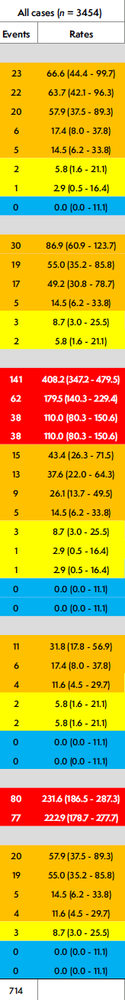 All cases (n = 3454)
Events Rates
23 66.6 (44.4 - 99.7)
22 63.7 (42.1 - 96.3)
20 57.9 (37.5 - 89.3)
6 17.4 (8.0 - 37.8)
5 14.5 (6.2 - 33.8)
2 5.8 (1.6 - 21.1)
1 2.9 (0.5 - 16.4)
0 0.0 (0.0 - 11.1)
30 86.9 (60.9 - 123.7)
19 55.0 (35.2 - 85.8)
17 49.2 (30.8 - 78.7)
5 14.5 (6.2 - 33.8)
3 8.7 (3.0 - 25.5)
2 5.8 (1.6 - 21.1)
141 408.2 (347.2 - 479.5)
62 179.5 (140.3 - 229.4)
38 110.0 (80.3 - 150.6)
38 110.0 (80.3 - 150.6)
15 43.4 (26.3 - 71.5)
13 37.6 (22.0 - 64.3)
9 26.1 (13.7 - 49.5)
5 14.5 (6.2 - 33.8)
3 8.7 (3.0 - 25.5)
1 2.9 (0.5 - 16.4)
1 2.9 (0.5 - 16.4)
0 0.0 (0.0 - 11.1)
0 0.0 (0.0 - 11.1)
11 31.8 (17.8 - 56.9)
6 17.4 (8.0 - 37.8)
4 11.6 (4.5 - 29.7)
2 5.8 (1.6 - 21.1)
2 5.8 (1.6 - 21.1)
0 0.0 (0.0 - 11.1)
0 0.0 (0.0 - 11.1)
80 231.6 (186.5 - 287.3)
77 222.9 (178.7 - 277.7)
20 57.9 (37.5 - 89.3)
19 55.0 (35.2 - 85.8)
5 14.5 (6.2 - 33.8)
4 11.6 (4.5 - 29.7)
3 8.7 (3.0 - 25.5)
0 0.0 (0.0 - 11.1)
0 0.0 (0.0 - 11.1)
714